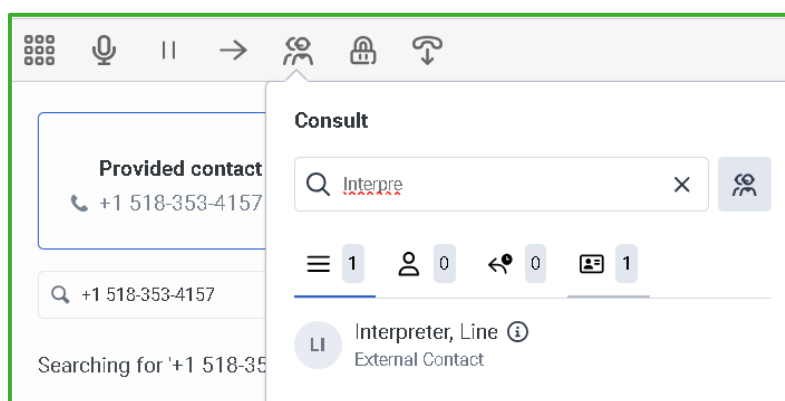 Consult
Provided contact
+1 518-353-4157
Interpre
1 0 0 1
+1 518-353-4157
Interpreter, Line
LI
External Contact
Searching for '+1 518-35